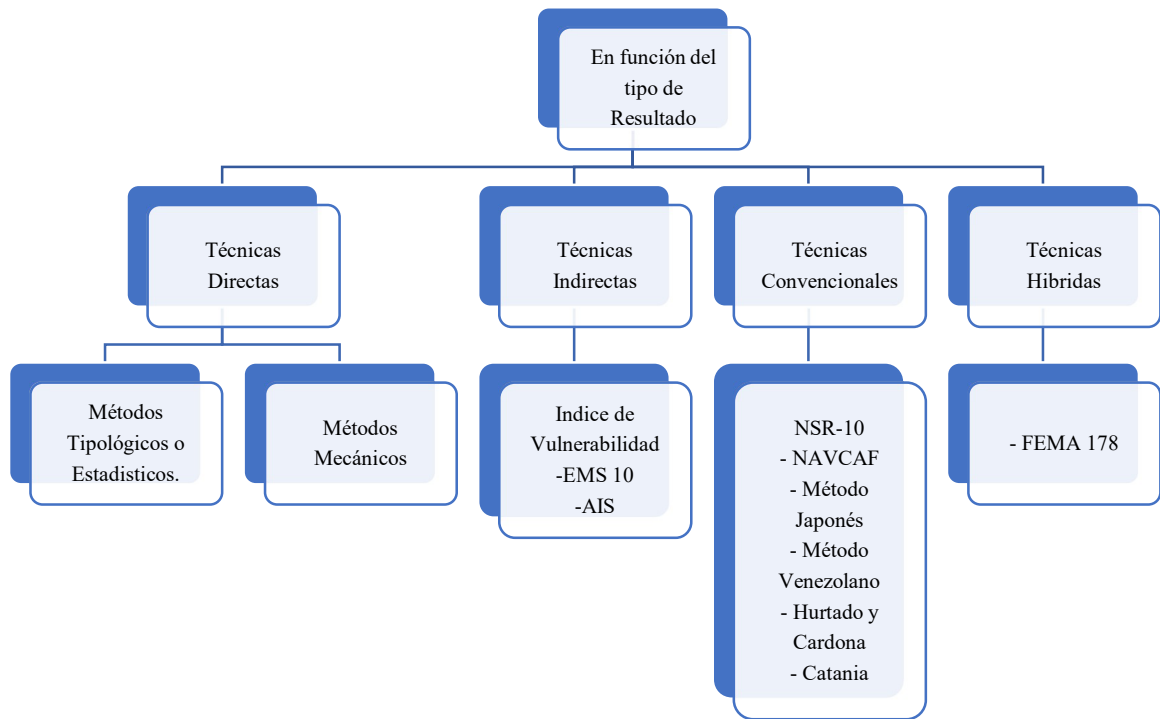 En función del
tipo de
Resultado
Técnicas
Directas
Técnicas
Indirectas
Técnicas
Convencionales
Técnicas
Hibridas
Métodos
Tipológicos o
Estadisticos.
Métodos
Mecánicos
Indice de
Vulnerabilidad
-EMS 10
-AIS
NSR-10
- NAVCAF
- Método
Japonés
- Método
Venezolano
- Hurtado y
Cardona
- Catania
- FEMA 178